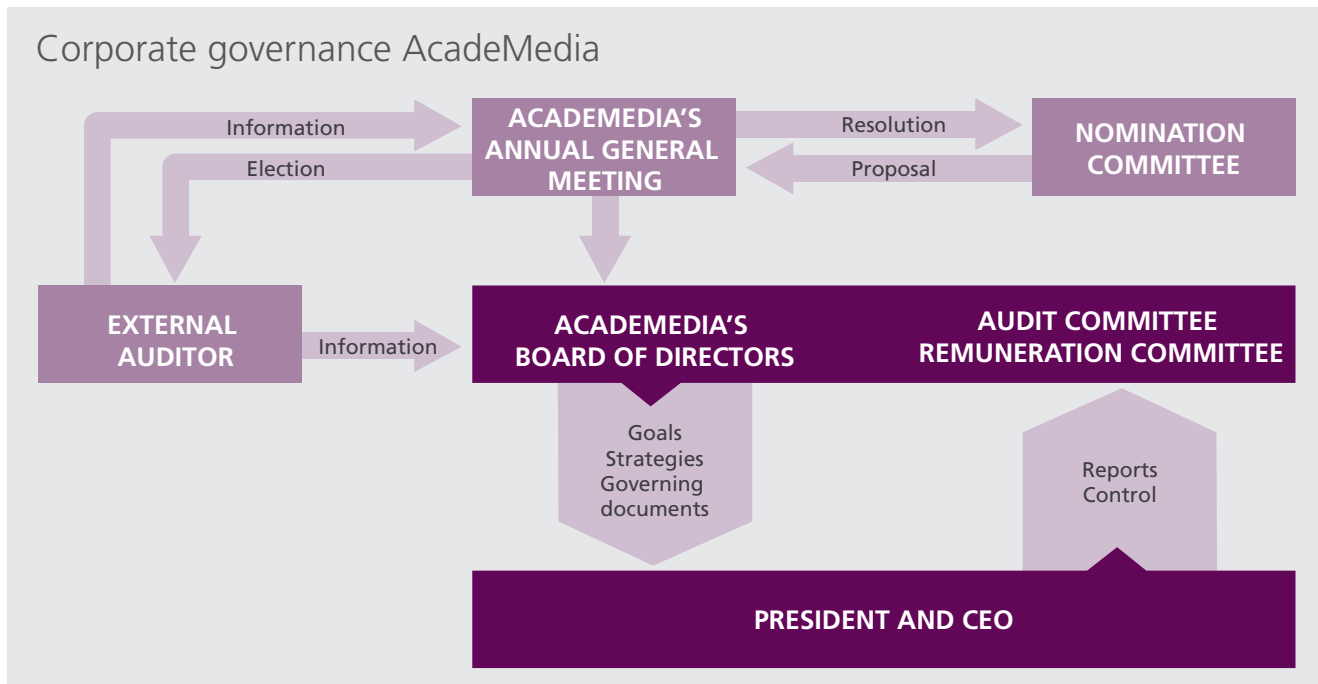 Corporate governance AcadeMedia
Information
Election
ACADEMEDIA’S
ANNUAL GENERAL
MEETING
Resolution
Proposal
NOMINATION
COMMITTEE
EXTERNAL
AUDITOR
Information
ACADEMEDIA’S
BOARD OF DIRECTORS
AUDIT COMMITTEE
REMUNERATION COMMITTEE
Goals
Strategies
Governing
documents
Reports
Control
PRESIDENT AND CEO